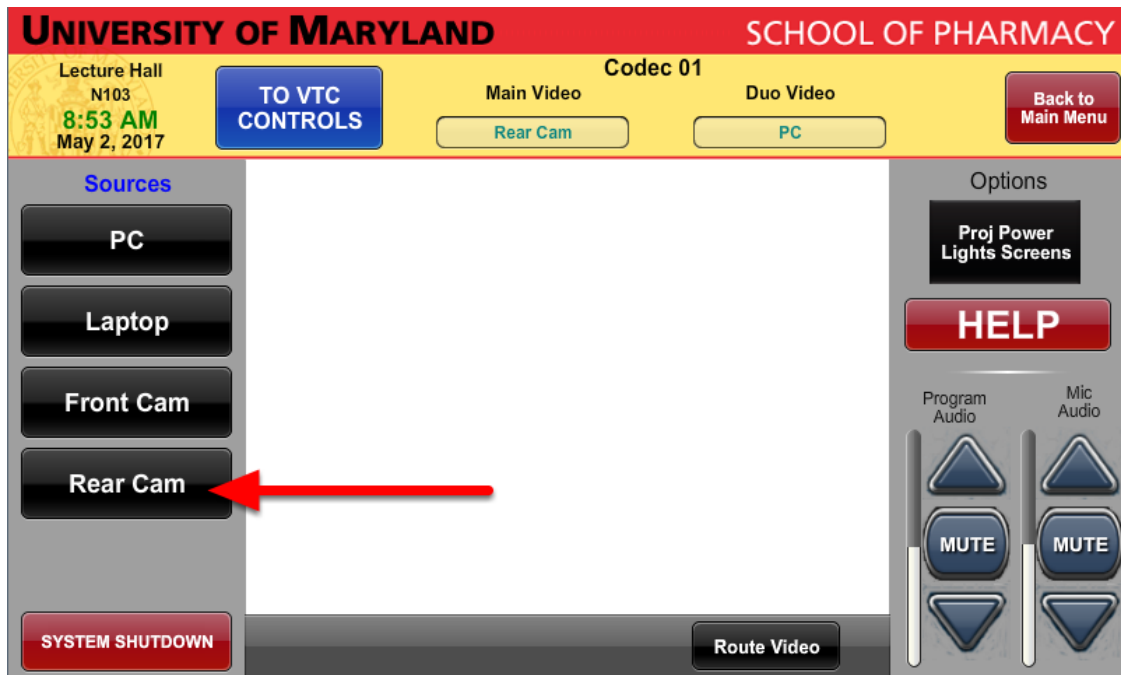 UNIVERSITY OF MARYLAND
SCHOOL OF PHARMACY
Lecture Hall
N103
8:53 AM
May 2, 2017
TO VTC
CONTROLS
Codec 01
Main Video
Duo Video
Rear Cam
PC
Back to
Main Menu
Sources
PC
Laptop
Front Cam
Rear Cam
SYSTEM SHUTDOWN
Route Video
Options
Proj Power
Lights Screens
HELP
Program
Audio
Mic
Audio
MUTE
MUTE